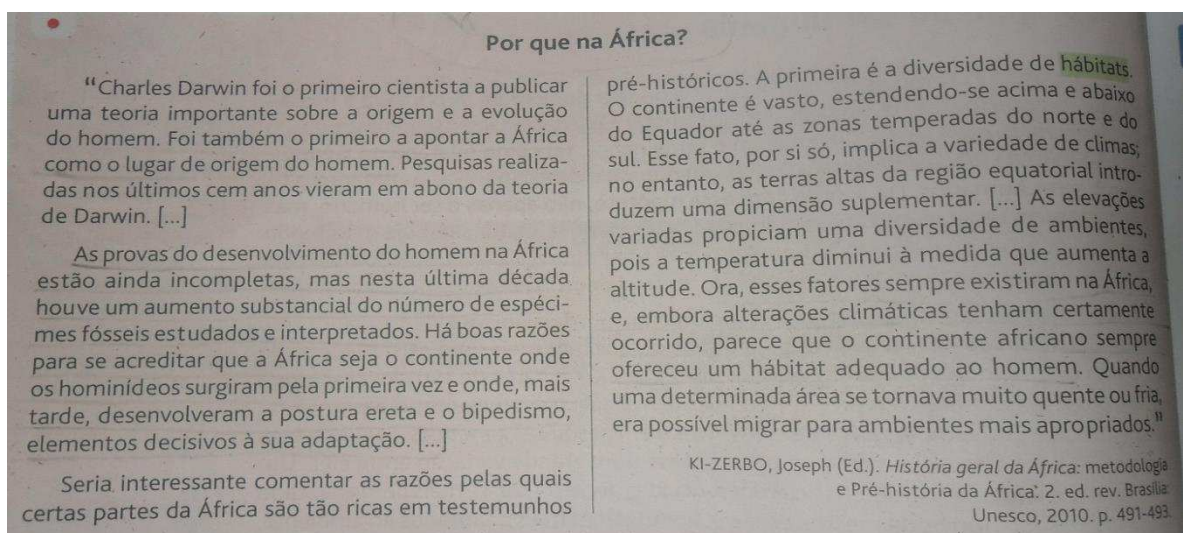 Por que na África?
“Charles Darwin foi o primeiro cientista a publicar
uma teoria importante sobre a origem e a evolução
do homem. Foi também o primeiro a apontar a África
como o lugar de origem do homem. Pesquisas realiza-
das nos últimos cem anos vieram em abono da teoria
de Darwin. [...]
As provas do desenvolvimento do homem na África
estão ainda incompletas, mas nesta última década
houve um aumento substancial do número de espéci-
mes fósseis estudados e interpretados. Há boas razões
para se acreditar que a África seja o continente onde
os hominídeos surgiram pela primeira vez e onde, mais
tarde, desenvolveram a postura ereta e o bipedismo,
elementos decisivos à sua adaptação. [...]
Seria interessante comentar as razões pelas quais
certas partes da África são tão ricas em testemunhos
pré-históricos. A primeira é a diversidade de hábitats.
O continente é vasto, estendendo-se acima e abaixo
do Equador até as zonas temperadas do norte e do
sul. Esse fato, por si só, implica a variedade de climas;
no entanto, as terras altas da região equatorial intro-
duzem uma dimensão suplementar. [...] As elevações
variadas propiciam uma diversidade de ambientes,
pois a temperatura diminui à medida que aumenta a
altitude. Ora, esses fatores sempre existiram na África,
e, embora alterações climáticas tenham certamente
ocorrido, parece que o continente africano sempre
ofereceu um hábitat adequado ao homem. Quando
uma determinada área se tornava muito quente ou fria,
era possível migrar para ambientes mais apropriados.”
KI-ZERBO, Joseph (Ed.). História geral da África: metodologia
e Pré-história da África. 2. ed. rev. Brasília:
Unesco, 2010. p. 491-493.